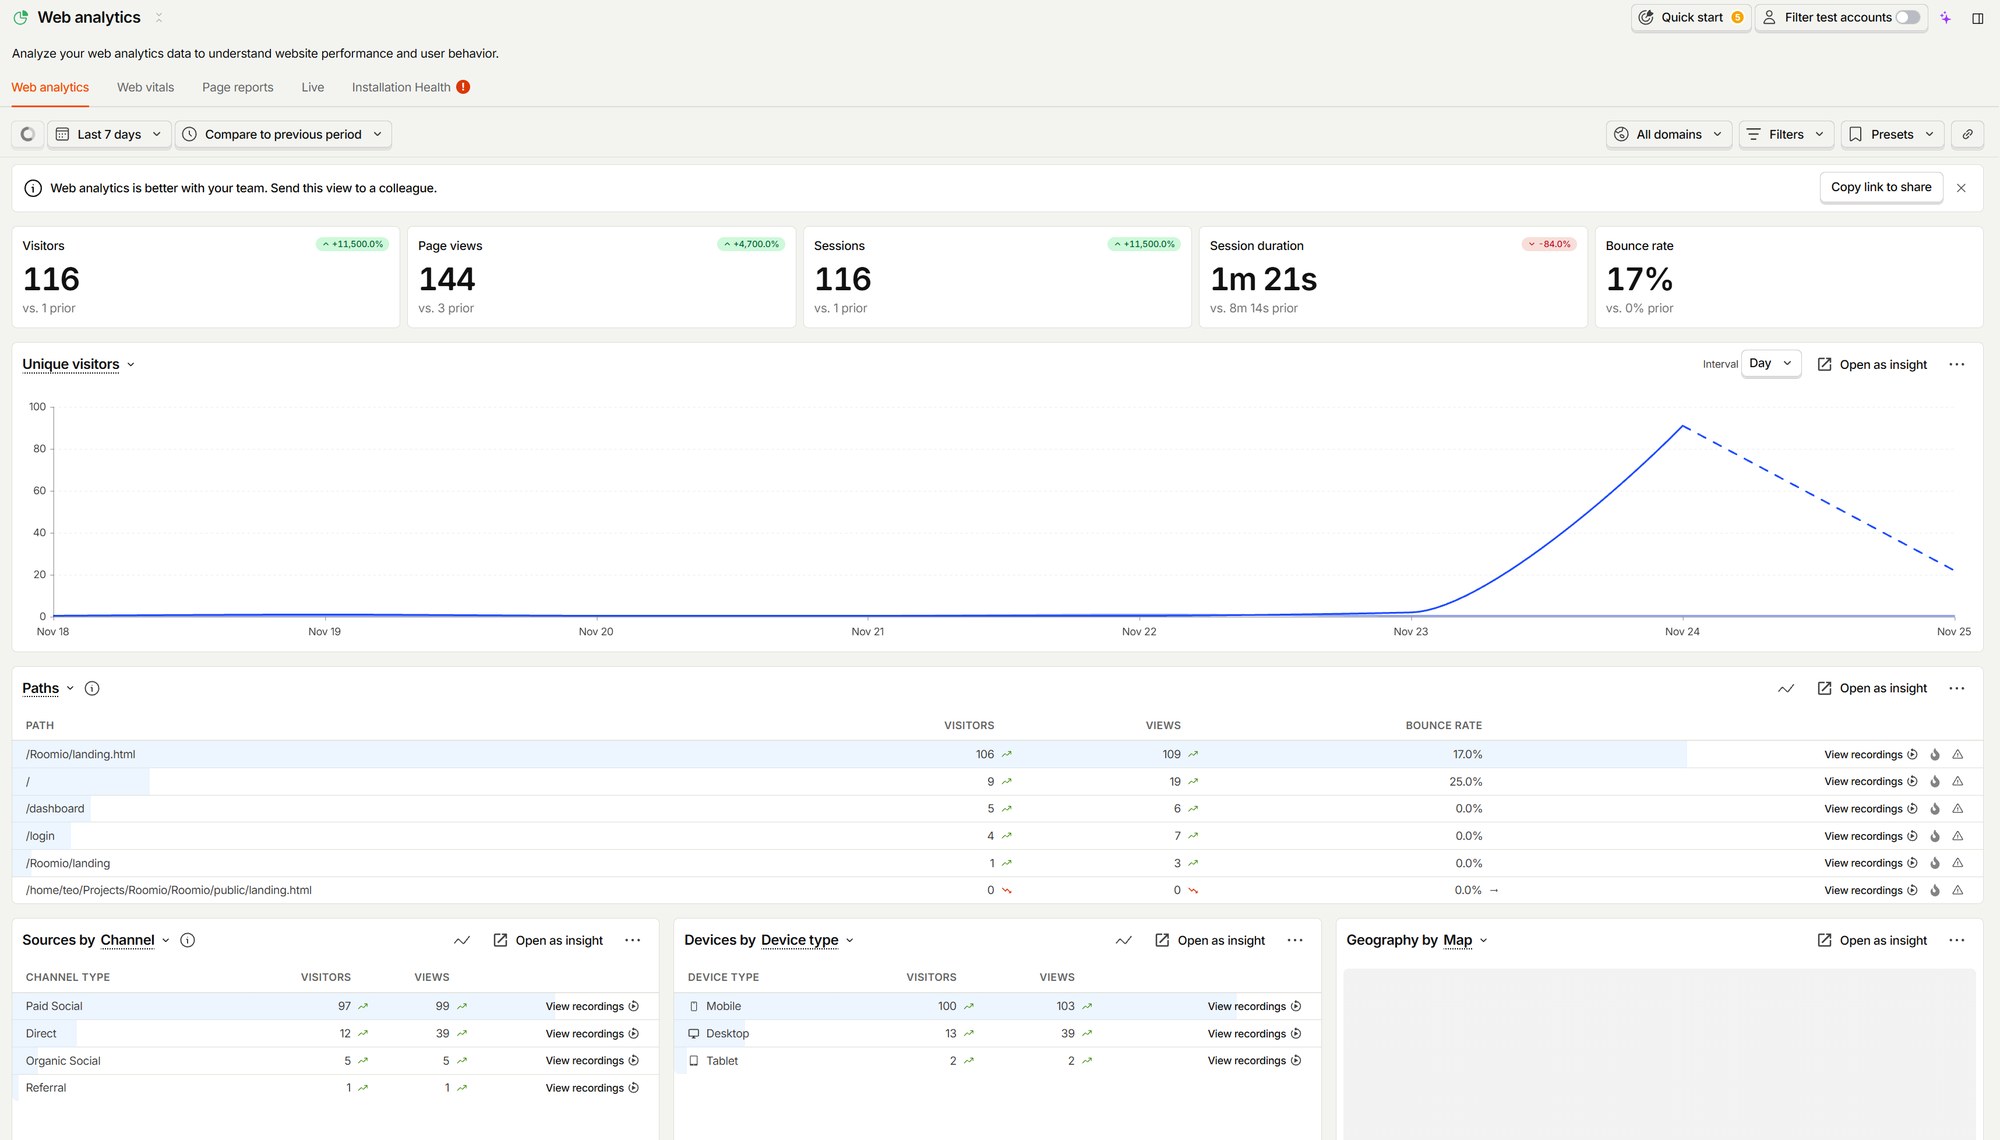 Web analytics
Quick start 5
Filter test accounts
Analyze your web analytics data to understand website performance and user behavior.
Web analytics Web vitals Page reports Live Installation Health !
Last 7 days Compare to previous period All domains Filters Presets
Web analytics is better with your team. Send this view to a colleague. Copy link to share
Visitors +11,500.0%
116
vs. 1 prior
Page views +4,700.0%
144
vs. 3 prior
Sessions +11,500.0%
116
vs. 1 prior
Session duration -84.0%
1m 21s
vs. 8m 14s prior
Bounce rate
17%
vs. 0% prior
Unique visitors Interval Day Open as insight
100
80
60
40
20
0
Nov 18 Nov 19 Nov 20 Nov 21 Nov 22 Nov 23 Nov 24 Nov 25
Paths Open as insight
PATH VISITORS VIEWS BOUNCE RATE
/Roomio/landing.html 106 109 17.0% View recordings
/ 9 19 25.0% View recordings
/dashboard 5 6 0.0% View recordings
/login 4 7 0.0% View recordings
/Roomio/landing 1 3 0.0% View recordings
/home/teo/Projects/Roomio/Roomio/public/landing.html 0 0 0.0% → View recordings
Sources by Channel Open as insight
CHANNEL TYPE VISITORS VIEWS
Paid Social 97 99 View recordings
Direct 12 39 View recordings
Organic Social 5 5 View recordings
Referral 1 1 View recordings
Devices by Device type Open as insight
DEVICE TYPE VISITORS VIEWS
Mobile 100 103 View recordings
Desktop 13 39 View recordings
Tablet 2 2 View recordings
Geography by Map Open as insight